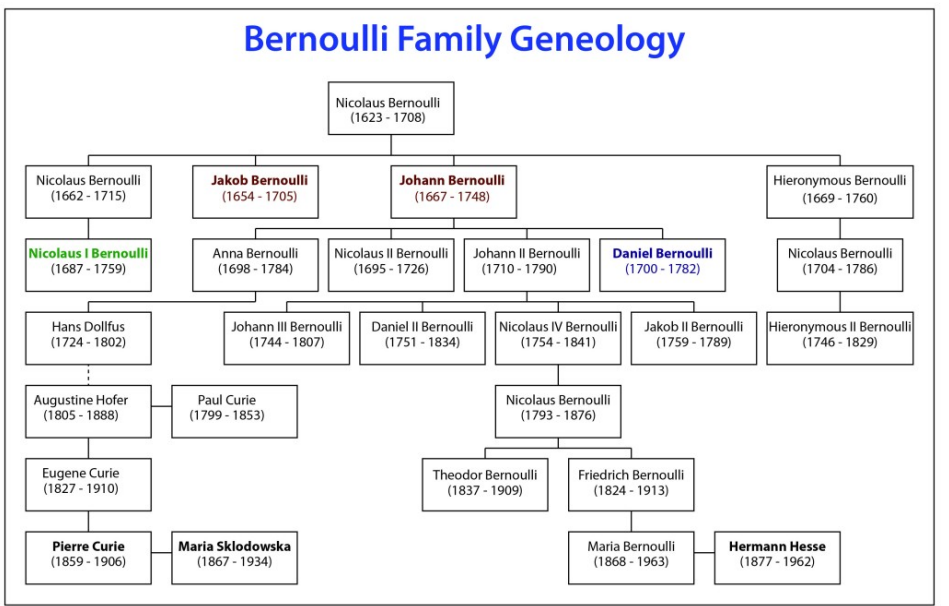 Bernoulli Family Geneology
Nicolaus Bernoulli
(1623 - 1708)
Nicolaus Bernoulli
(1662 - 1715)
Jakob Bernoulli
(1654 - 1705)
Johann Bernoulli
(1667 - 1748)
Hieronymous Bernoulli
(1669 - 1760)
Nicolaus I Bernoulli
(1687 - 1759)
Anna Bernoulli
(1698 - 1784)
Nicolaus II Bernoulli
(1695 - 1726)
Johann II Bernoulli
(1710 - 1790)
Daniel Bernoulli
(1700 - 1782)
Nicolaus Bernoulli
(1704 - 1786)
Hans Dollfus
(1724 - 1802)
Johann III Bernoulli
(1744 - 1807)
Daniel II Bernoulli
(1751 - 1834)
Nicolaus IV Bernoulli
(1754 - 1841)
Jakob II Bernoulli
(1759 - 1789)
Hieronymous II Bernoulli
(1746 - 1829)
Augustine Hofer
(1805 - 1888)
Paul Curie
(1799 - 1853)
Nicolaus Bernoulli
(1793 - 1876)
Eugene Curie
(1827 - 1910)
Theodor Bernoulli
(1837 - 1909)
Friedrich Bernoulli
(1824 - 1913)
Pierre Curie
(1859 - 1906)
Maria Sklodowska
(1867 - 1934)
Maria Bernoulli
(1868 - 1963)
Hermann Hesse
(1877 - 1962)